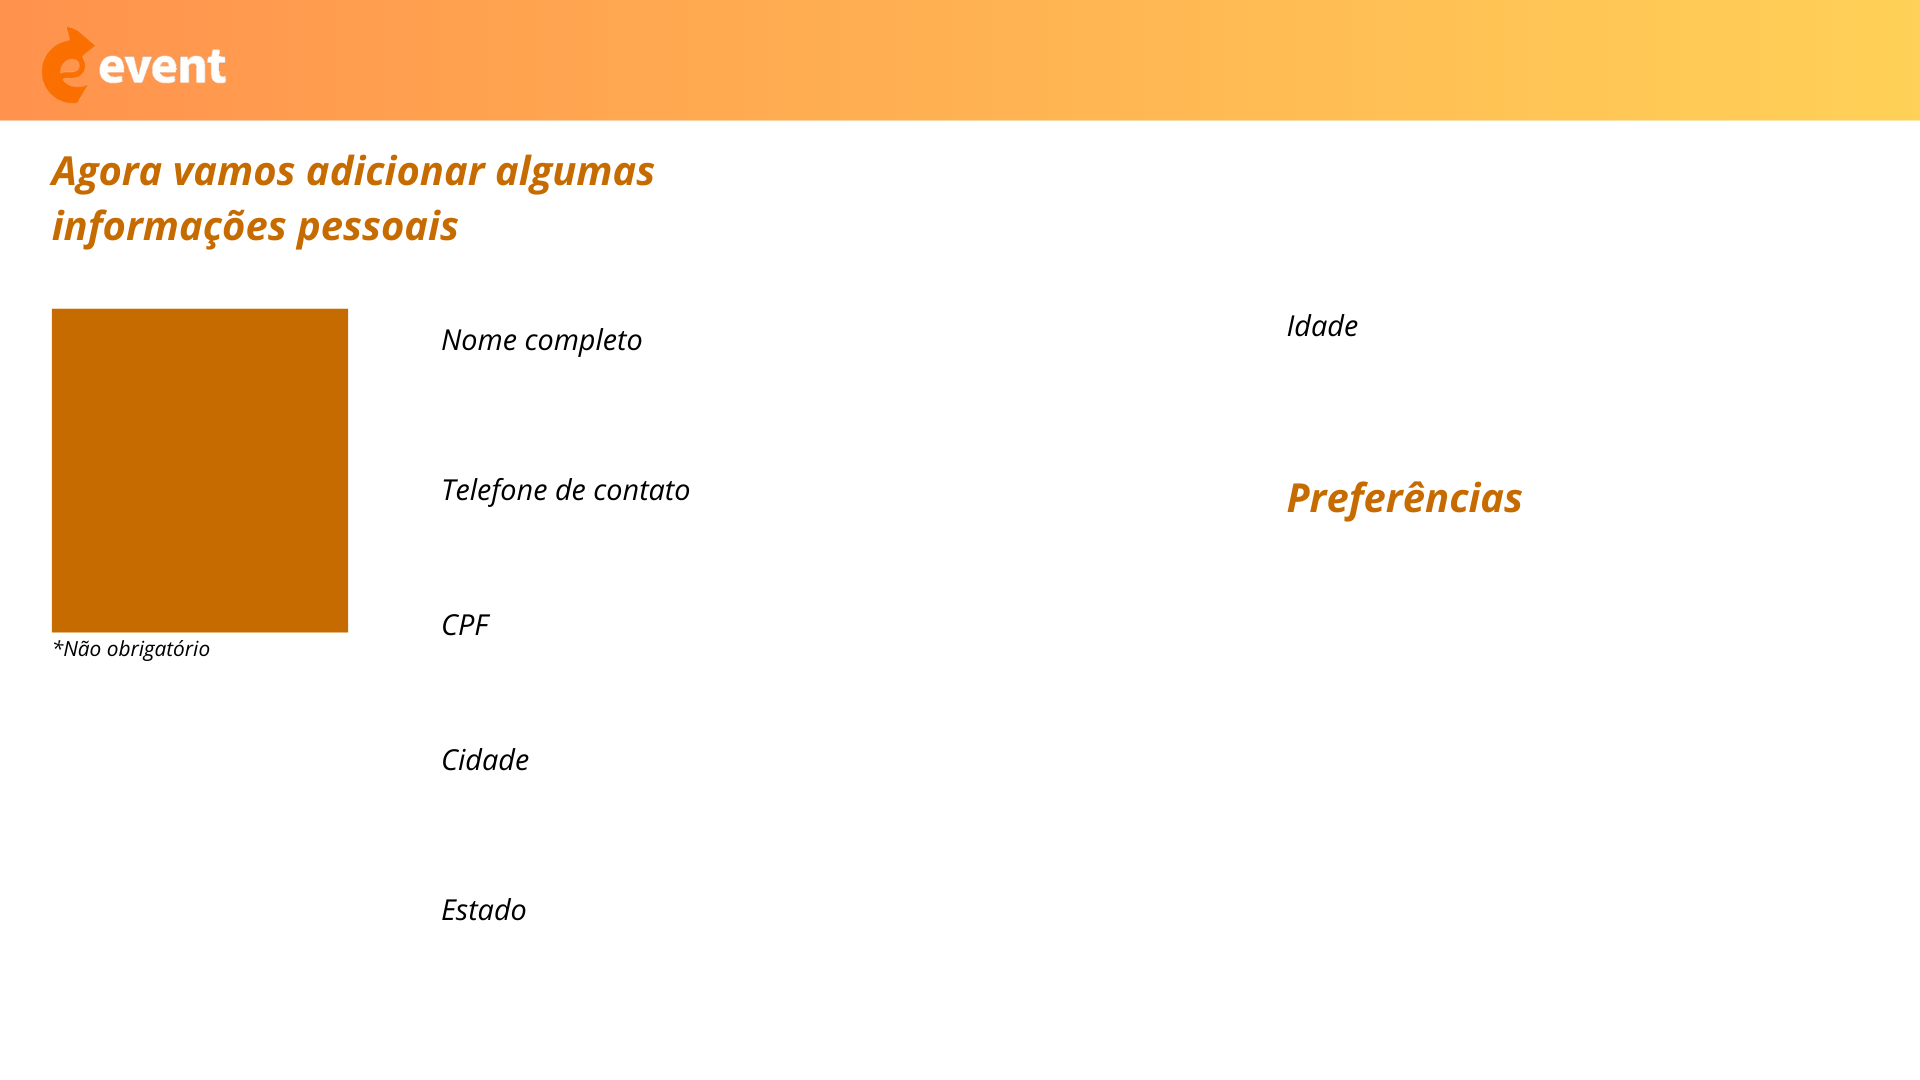 event
Agora vamos adicionar algumas
informações pessoais
*Não obrigatório
Nome completo
Telefone de contato
CPF
Cidade
Estado
Idade
Preferências